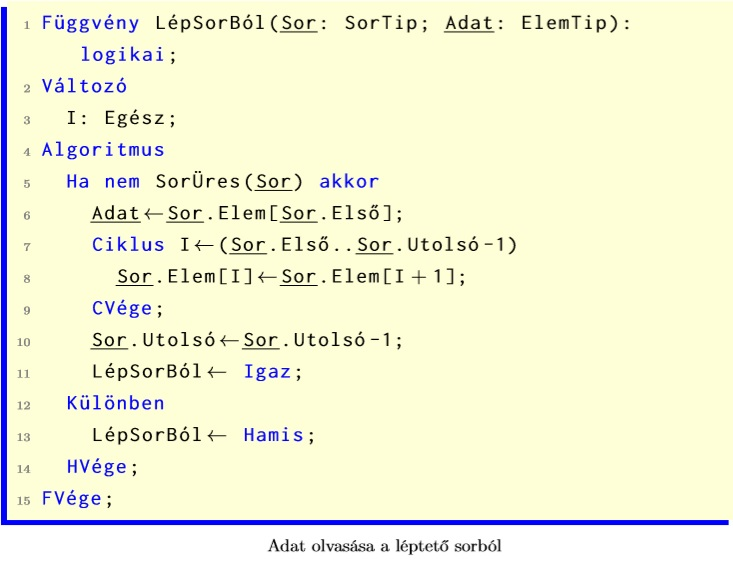 1 Függvény LépSorBól(Sor: SorTip; Adat: ElemTip):
logikai;
2 Változó
3 I: Egész;
4 Algoritmus
5 Ha nem SorÜres(Sor) akkor
6 Adat←Sor.Elem[Sor.Első];
7 Ciklus I←(Sor.Első..Sor.Utolsó-1)
8 Sor.Elem[I]←Sor.Elem[I+1];
9 CVége;
10 Sor.Utolsó←Sor.Utolsó-1;
11 LépSorBól← Igaz;
12 Különben
13 LépSorBól← Hamis;
14 HVége;
15 FVége;
Adat olvasása a léptető sorból